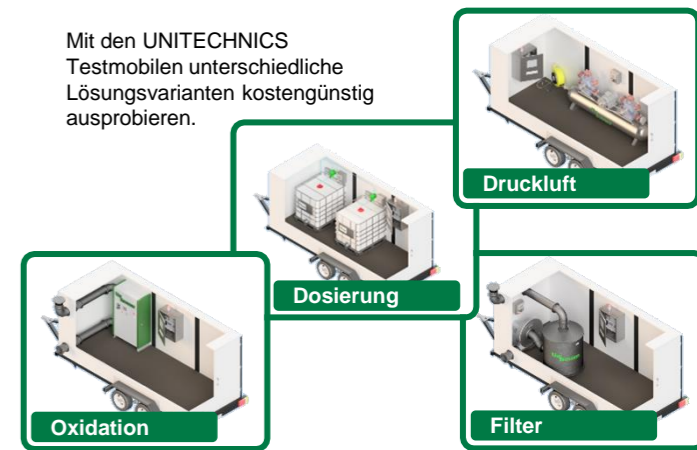 Mit den UNITECHNICS
Testmobilen unterschiedliche
Lösungsvarianten kostengünstig
ausprobieren.
Druckluft
Dosierung
Oxidation
Filter